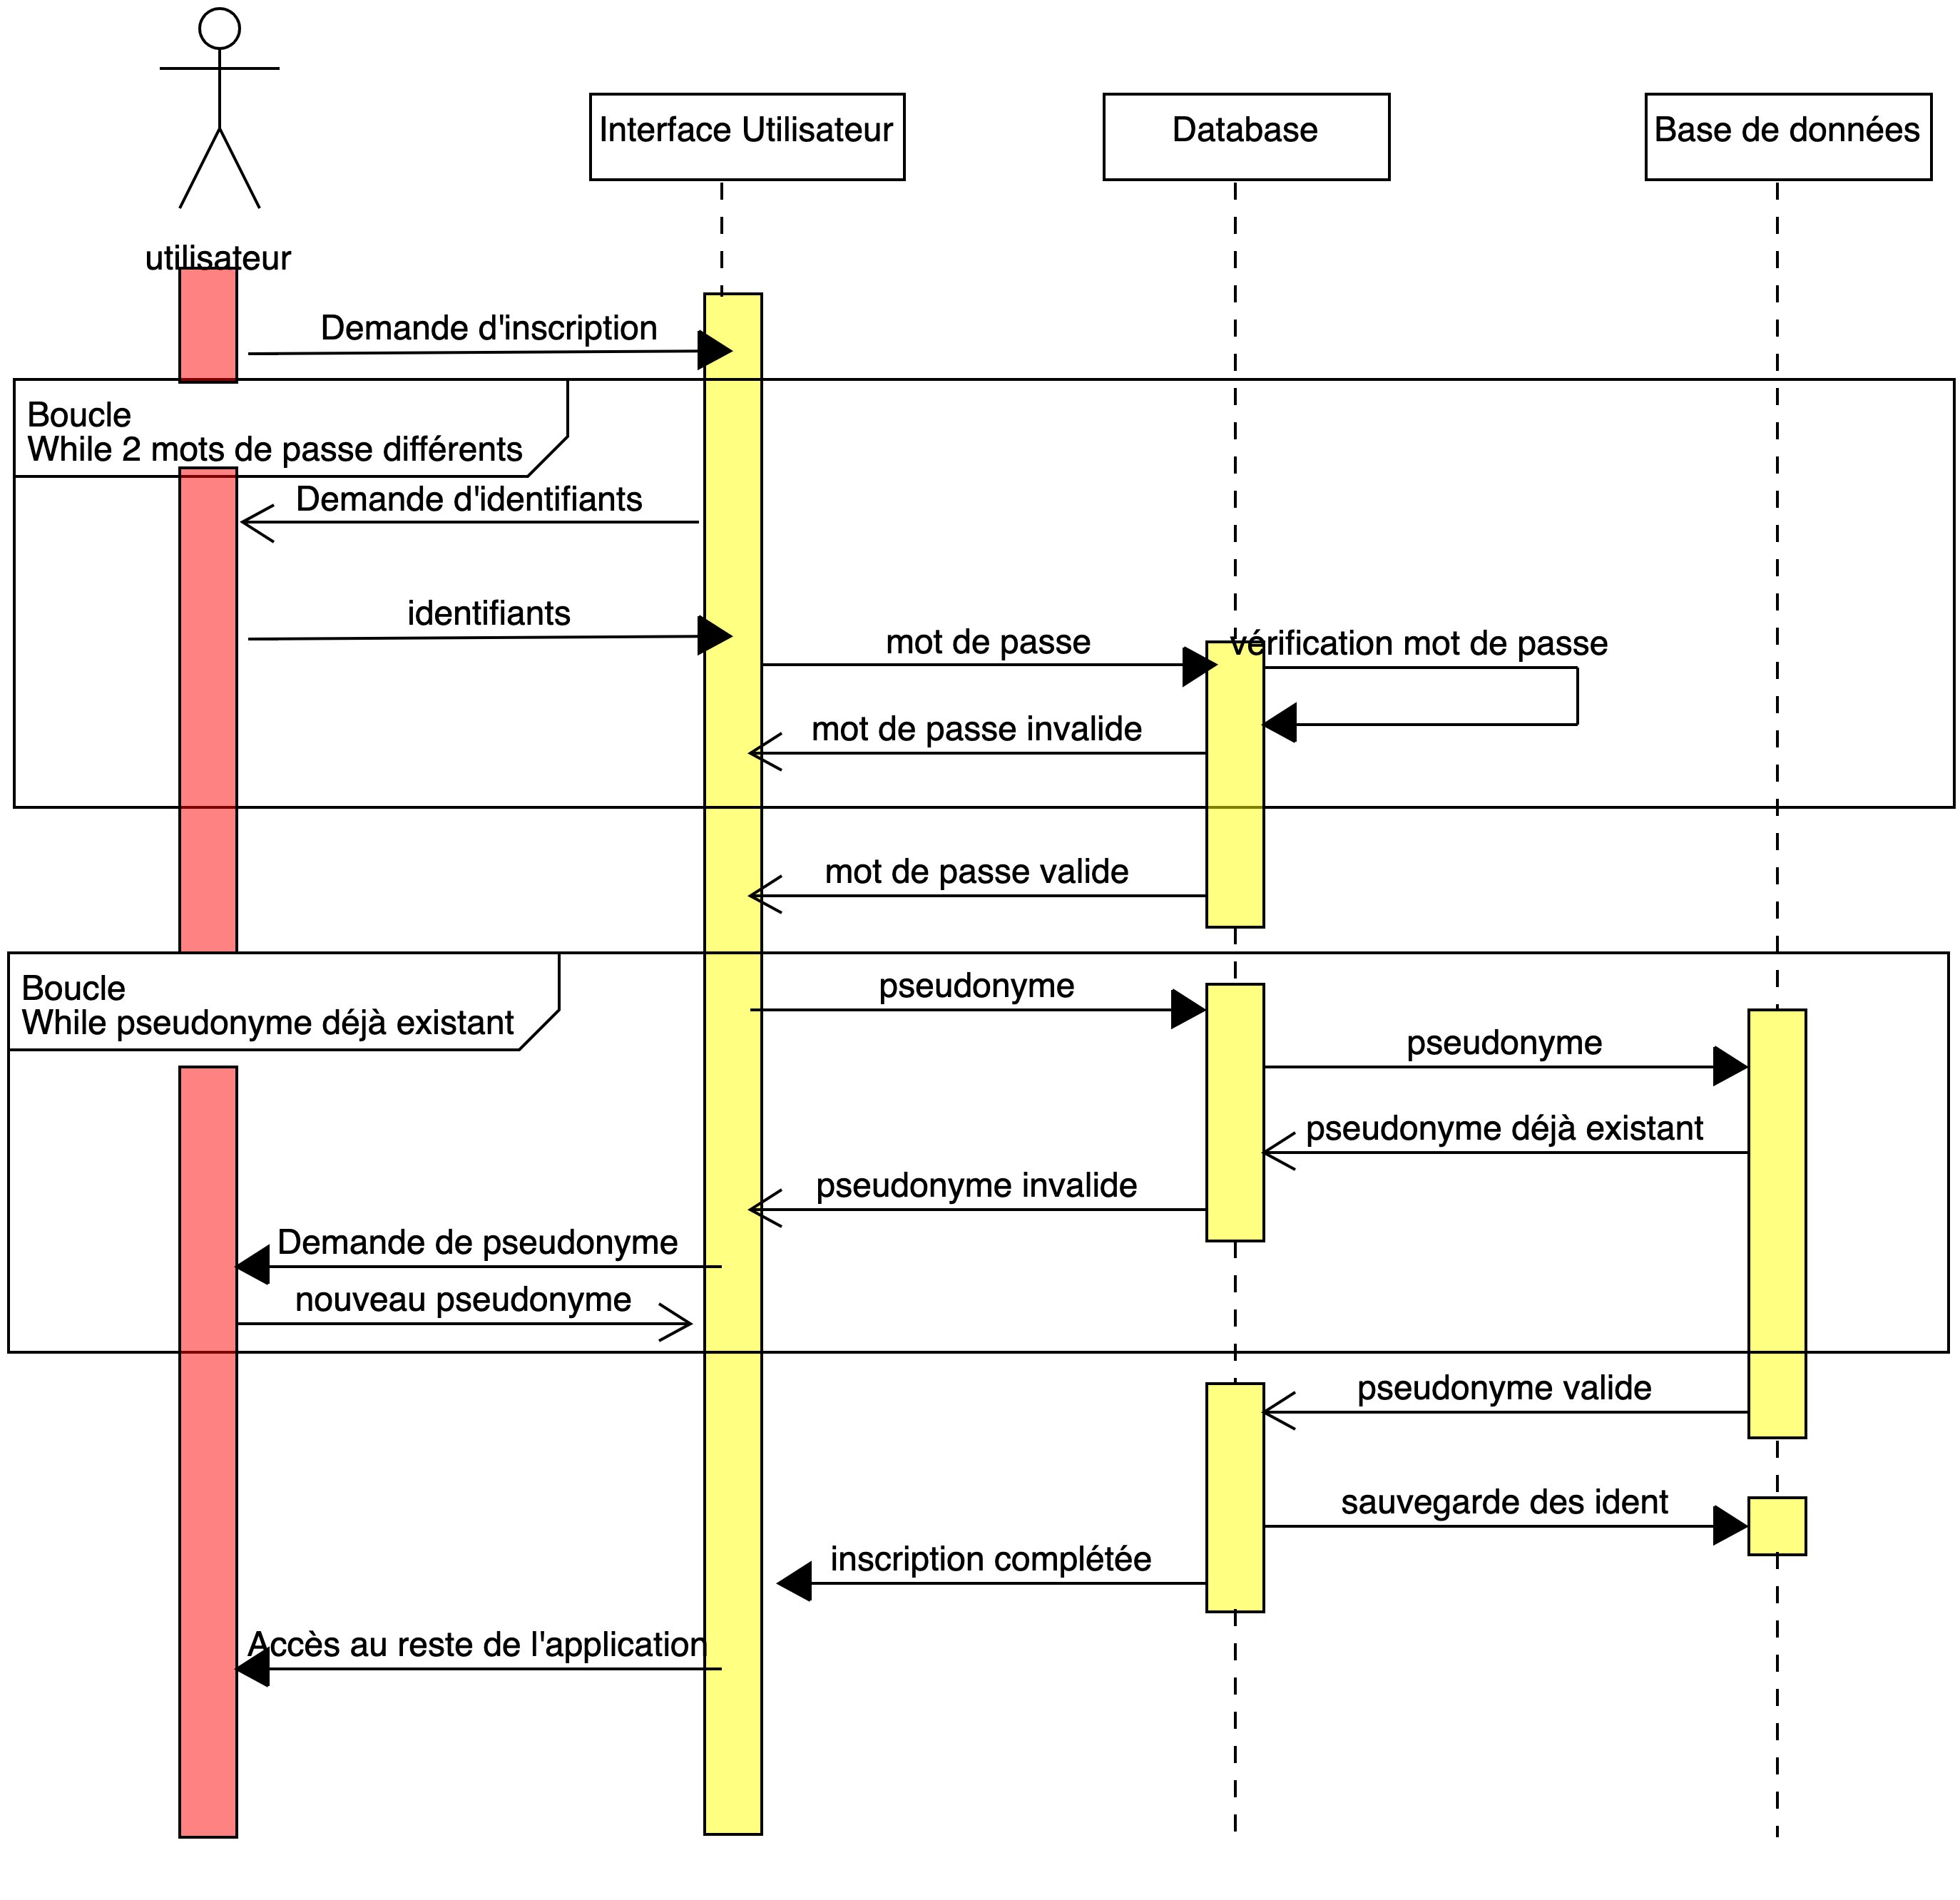 Interface Utilisateur
Database
Base de données
utilisateur
Demande d'inscription
Boucle
While 2 mots de passe différents
Demande d'identifiants
identifiants
mot de passe
vérification mot de passe
mot de passe invalide
mot de passe valide
Boucle
While pseudonyme déjà existant
pseudonyme
pseudonyme
pseudonyme déjà existant
pseudonyme invalide
Demande de pseudonyme
nouveau pseudonyme
pseudonyme valide
sauvegarde des ident
inscription complétée
Accès au reste de l'application